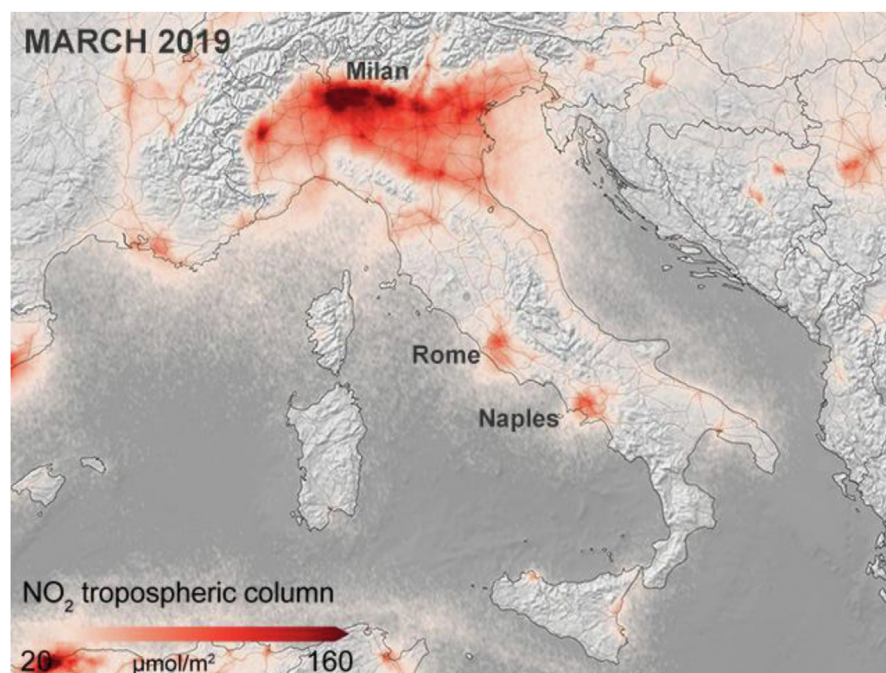 MARCH 2019
Milan
Rome
Naples
NO₂ tropospheric column
20 µmol/m² 160